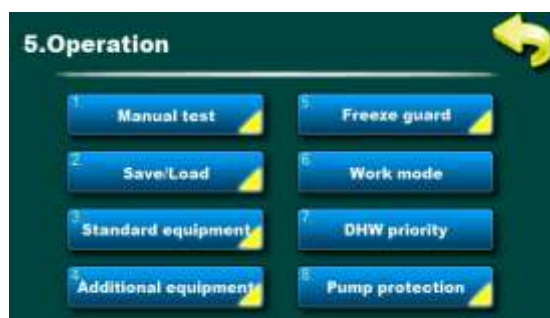 5.Operation
1. Manual test
5. Freeze guard
2. Save/Load
6. Work mode
3. Standard equipment
7. DHW priority
4. Additional equipment
8. Pump protection